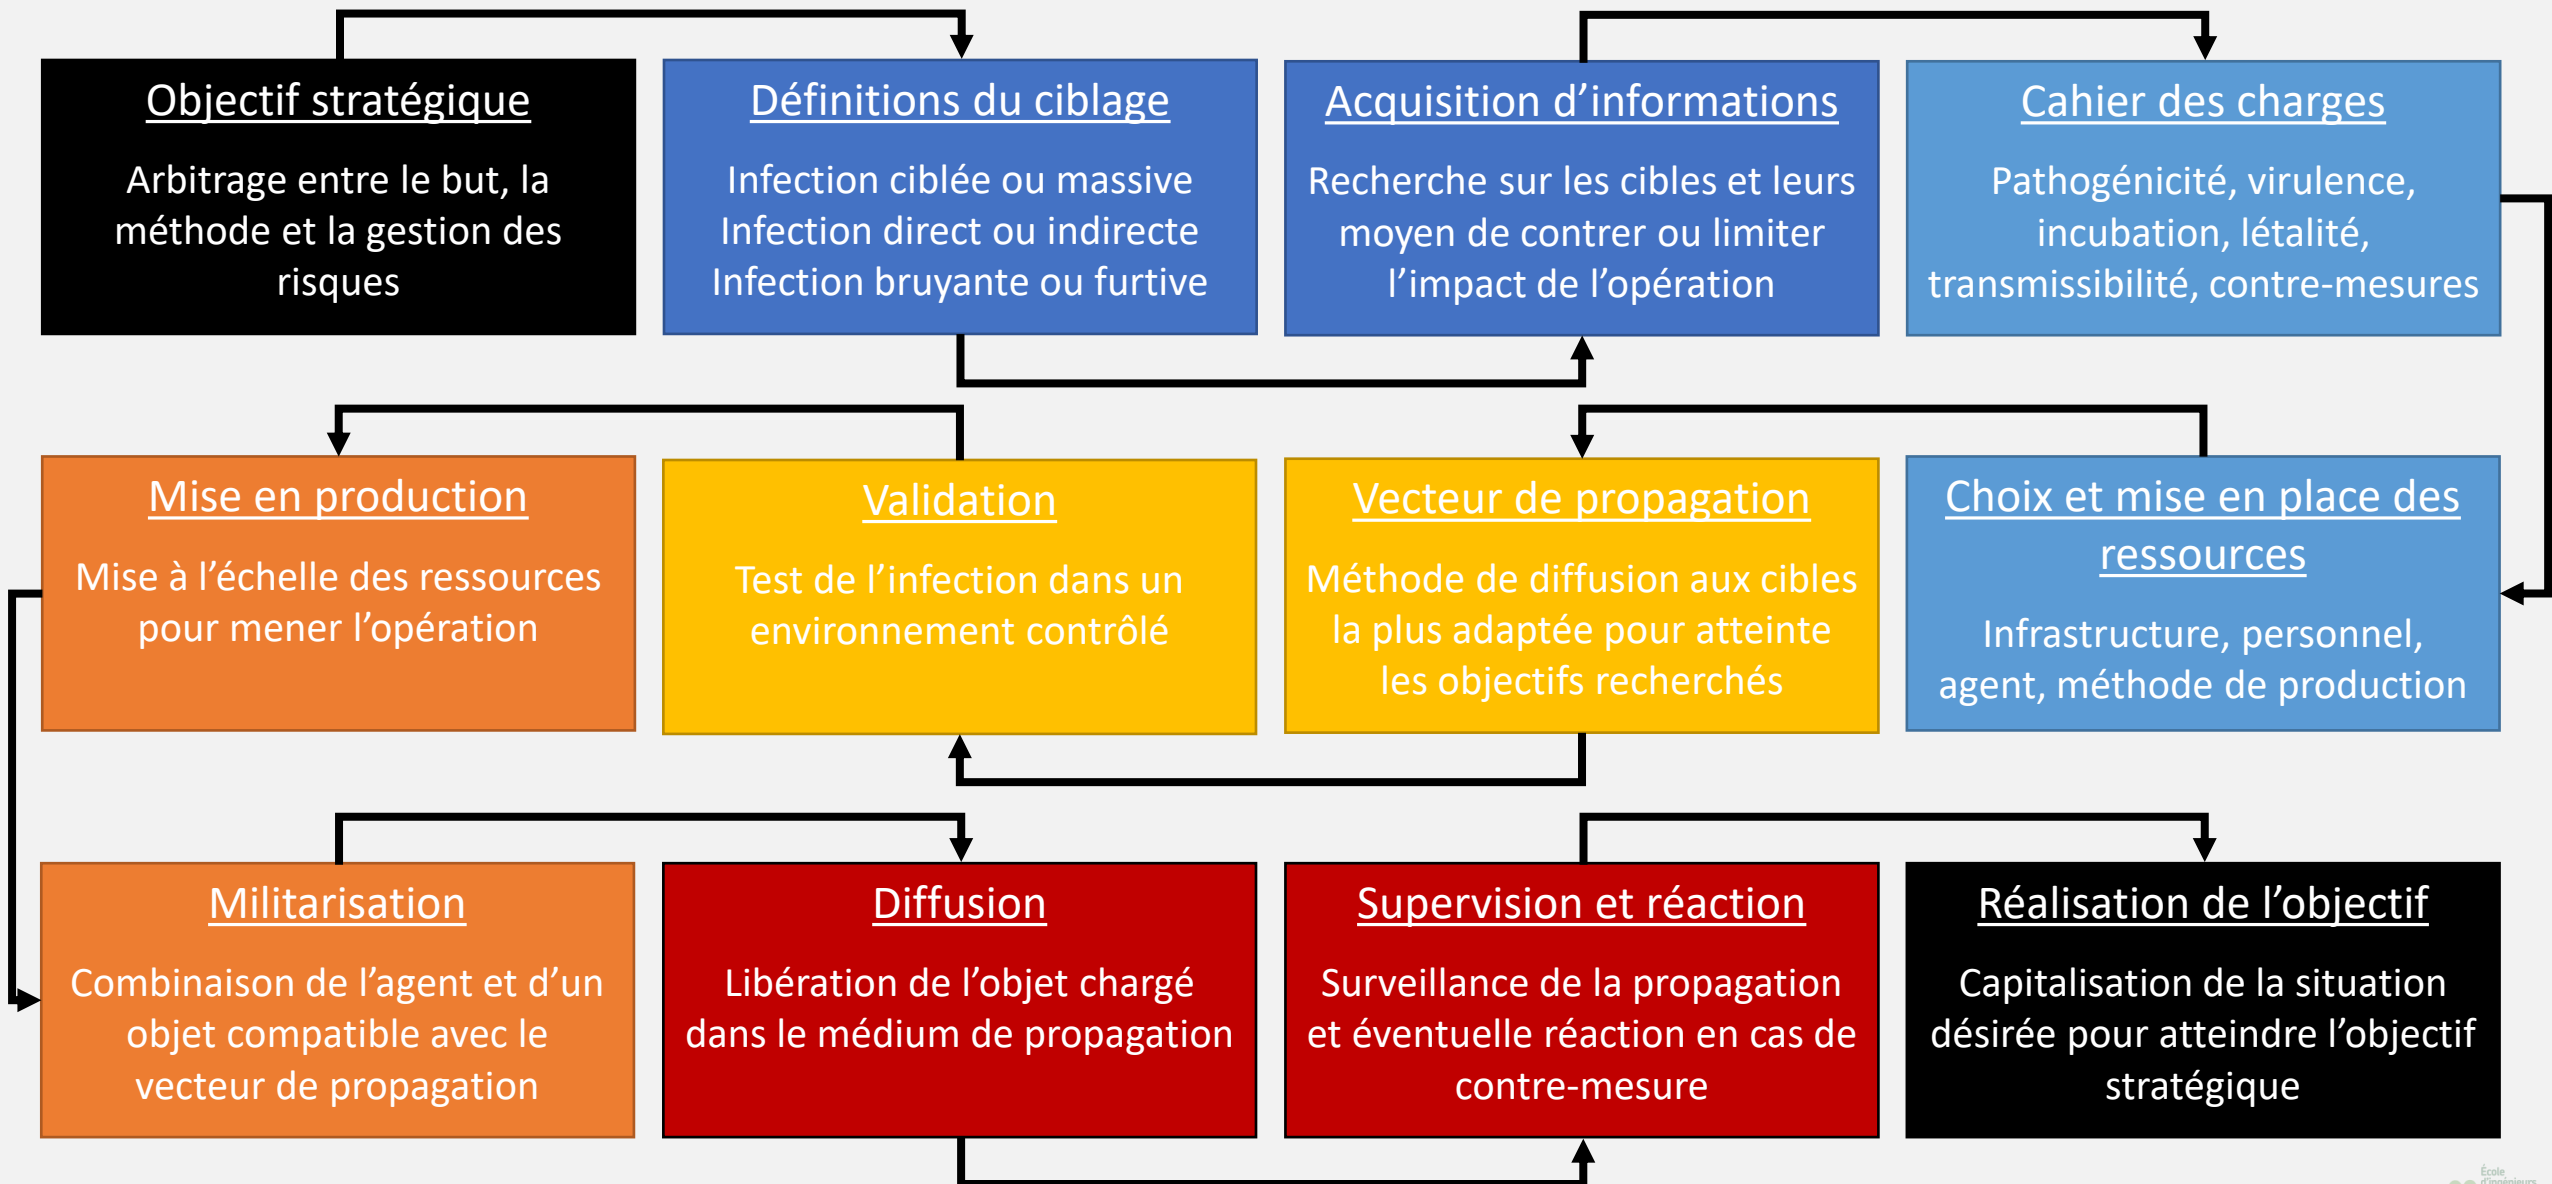 Objectif stratégique
Arbitrage entre le but, la
méthode et la gestion des
risques
Définitions du ciblage
Infection ciblée ou massive
Infection direct ou indirecte
Infection bruyante ou furtive
Acquisition d'informations
Recherche sur les cibles et leurs
moyen de contrer ou limiter
l'impact de l'opération
Cahier des charges
Pathogénicité, virulence,
incubation, létalité,
transmissibilité, contre-mesures
Mise en production
Mise à l'échelle des ressources
pour mener l'opération
Validation
Test de l'infection dans un
environnement contrôlé
Vecteur de propagation
Méthode de diffusion aux cibles
la plus adaptée pour atteinte
les objectifs recherchés
Choix et mise en place des
ressources
Infrastructure, personnel,
agent, méthode de production
Militarisation
Combinaison de l'agent et d'un
objet compatible avec le
vecteur de propagation
Diffusion
Libération de l'objet chargé
dans le médium de propagation
Supervision et réaction
Surveillance de la propagation
et éventuelle réaction en cas de
contre-mesure
Réalisation de l'objectif
Capitalisation de la situation
désirée pour atteindre l'objectif
stratégique
École
d'ingénieurs